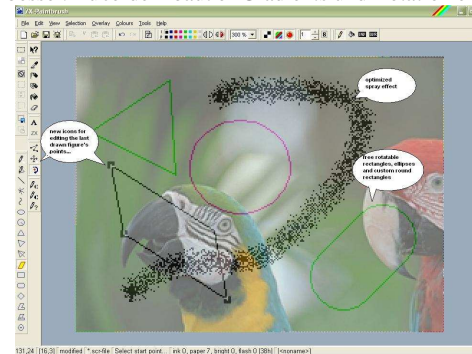 ZX-Paintbrush
File Edit View Selection Overlay Colours Tools Help
300 %
1
B
optimized
spray effect
new icons for
editing the last
drawn figure's
points...
free rotatable
rectangles, ellipses
and custom round
rectangles
131,24 [16,3] modified *.scr-file Select start point... ink 0, paper 7, bright 0, flash 0 [38h] [<noname>]